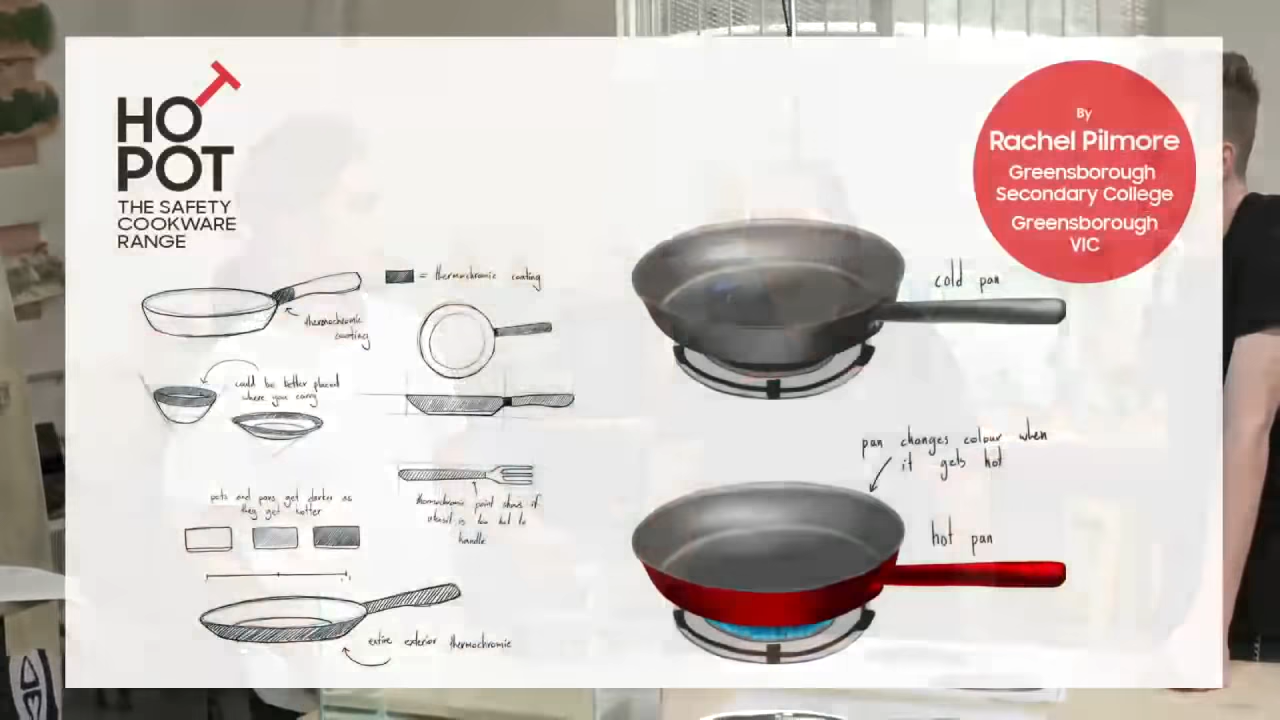 HOT
POT
THE SAFETY
COOKWARE
RANGE
By
Rachel Pilmore
Greensborough
Secondary College
Greensborough
VIC
= thermochromic coating
thermochromic
coating
cold pan
could be better placed
where you carry
pan changes colour when
it gets hot
pots and pans get darker as
they get hotter
thermochromic paint shows if
utensil is too hot to
handle
hot pan
entire exterior thermochromic